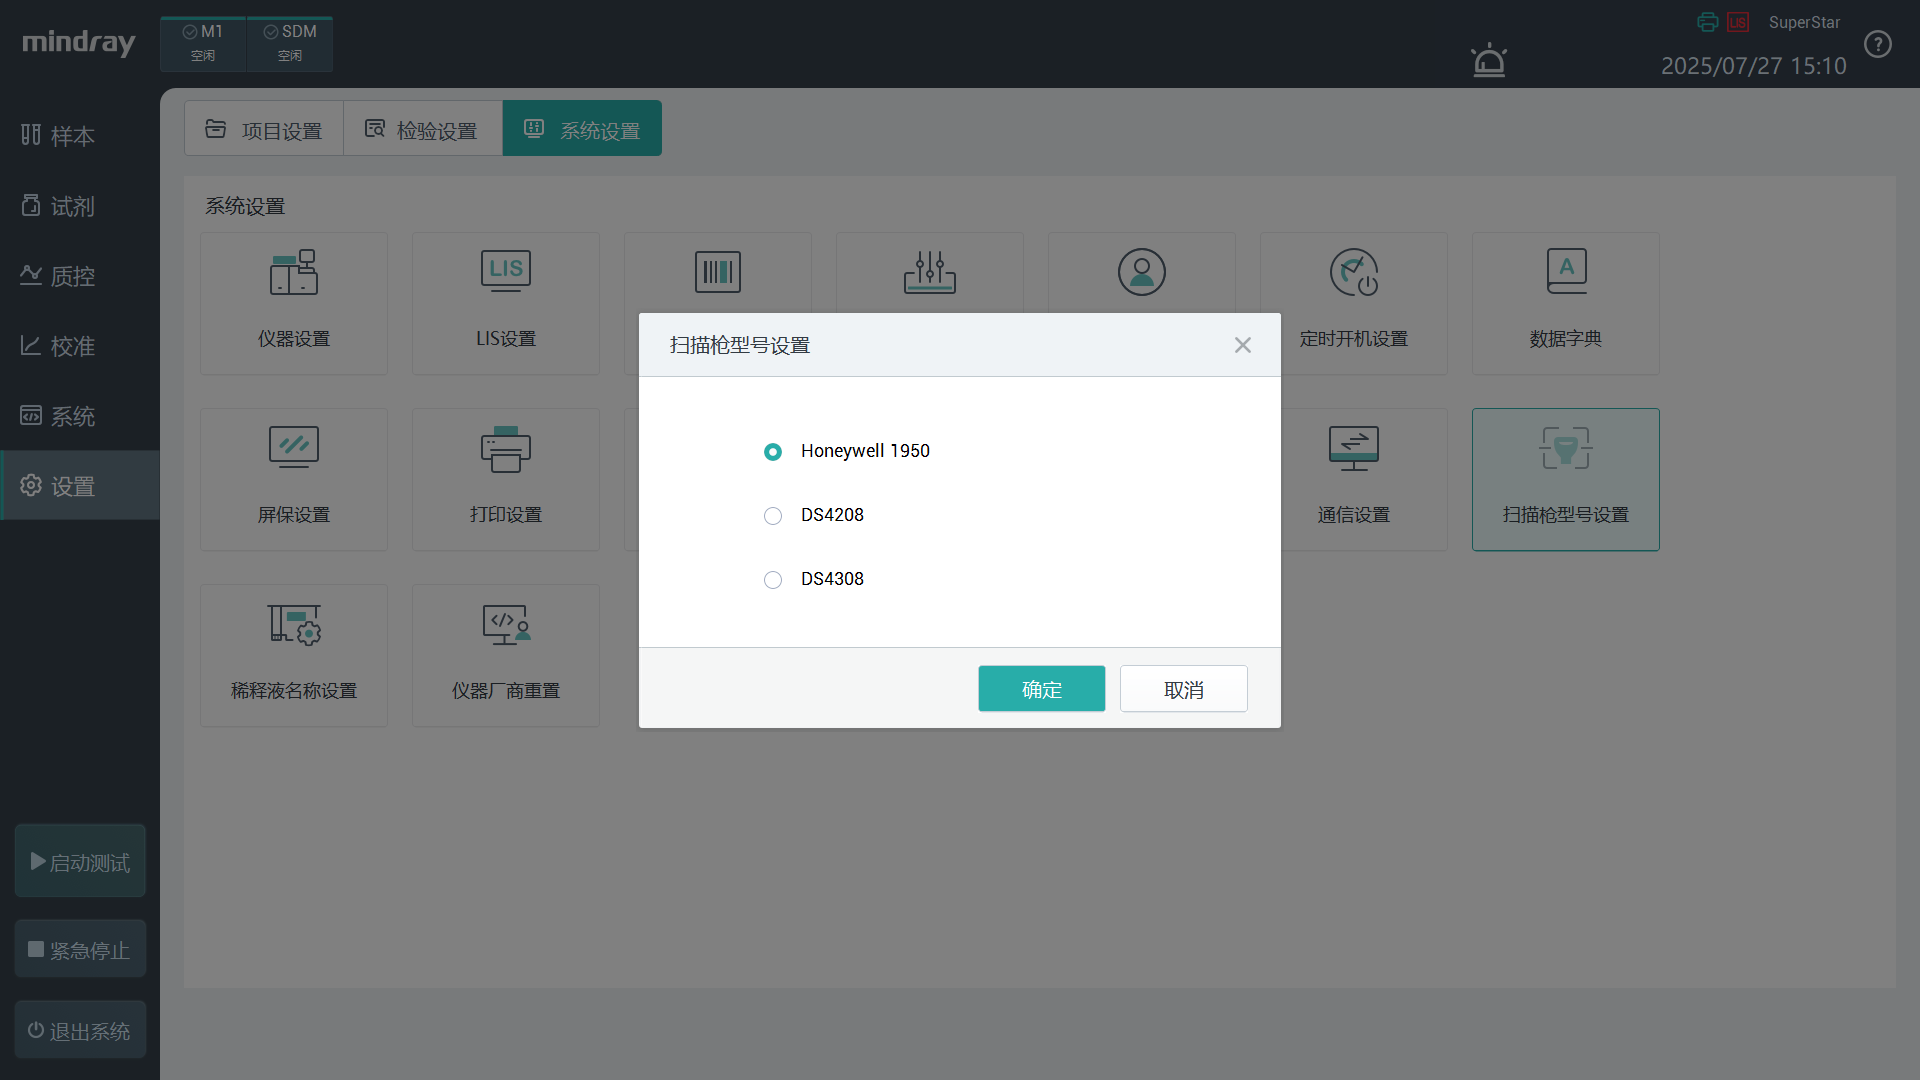 mindray
M1
空闲
SDM
空闲
LIS
SuperStar
2025/07/27 15:10
?
样本
试剂
质控
校准
系统
设置
启动测试
紧急停止
退出系统
项目设置
检验设置
系统设置
系统设置
仪器设置
LIS
LIS设置
定时开机设置
A
数据字典
屏保设置
打印设置
通信设置
扫描枪型号设置
稀释液名称设置
仪器厂商重置
扫描枪型号设置
Honeywell 1950
DS4208
DS4308
确定
取消